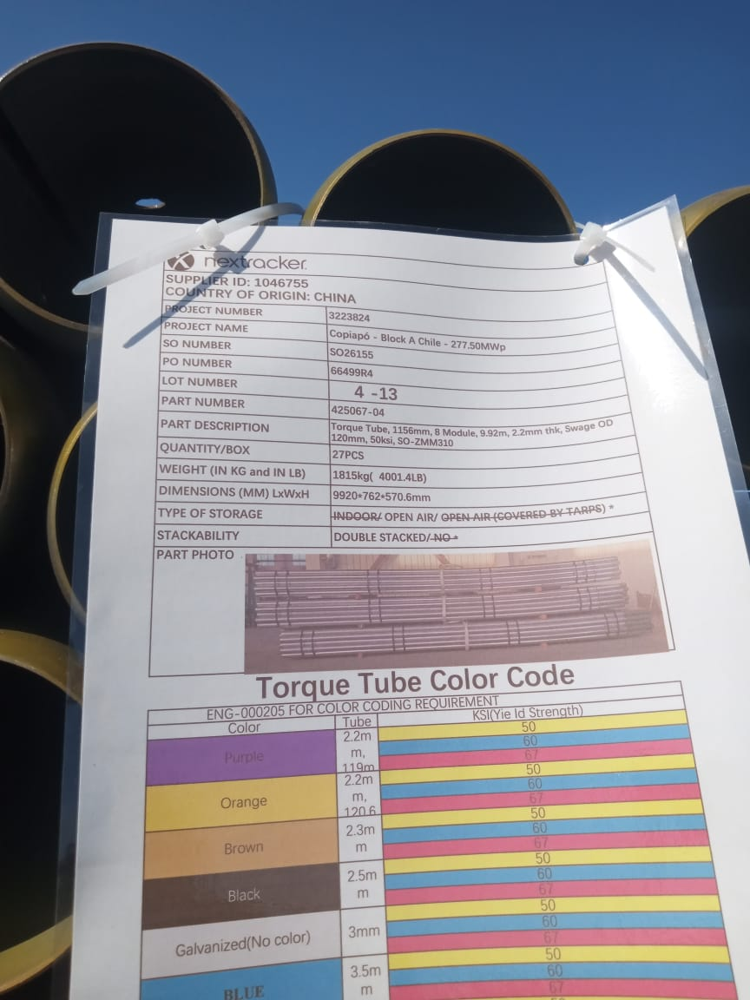 nextracker.
SUPPLIER ID: 1046755
COUNTRY OF ORIGIN: CHINA
PROJECT NUMBER 3223824
PROJECT NAME Copiapó - Block A Chile - 277.50MWp
SO NUMBER SO26155
PO NUMBER 66499R4
LOT NUMBER 4 -13
PART NUMBER 425067-04
PART DESCRIPTION Torque Tube, 1156mm, 8 Module, 9.92m, 2.2mm thk, Swage OD
120mm, 50ksi, SO-ZMM310
QUANTITY/BOX 27PCS
WEIGHT (IN KG and IN LB) 1815kg( 4001.4LB)
DIMENSIONS (MM) LxWxH 9920*762*570.6mm
TYPE OF STORAGE INDOOR/ OPEN AIR/ OPEN AIR (COVERED BY TARPS) *
STACKABILITY DOUBLE STACKED/ NO *
PART PHOTO
Torque Tube Color Code
ENG-000205 FOR COLOR CODING REQUIREMENT
Color Tube KSI(Yie ld Strength)
Purple 2.2m
m,
119m
50
60
67
Orange 2.2m
m,
120.6
50
60
67
Brown 2.3m
m
50
60
67
Black 2.5m
m
50
60
67
Galvanized(No color) 3mm
50
60
67
BLUE 3.5m
m
50
60
67